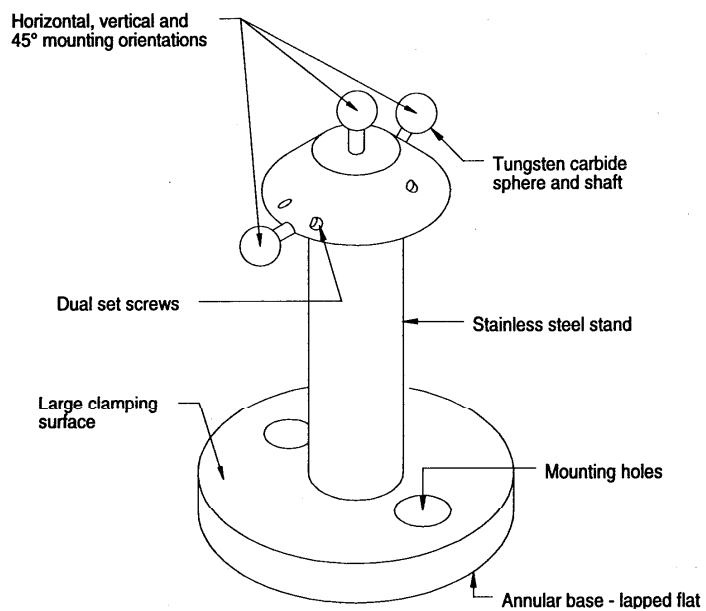 Horizontal, vertical and
45° mounting orientations
Tungsten carbide
sphere and shaft
Dual set screws
Stainless steel stand
Large clamping
surface
Mounting holes
Annular base - lapped flat